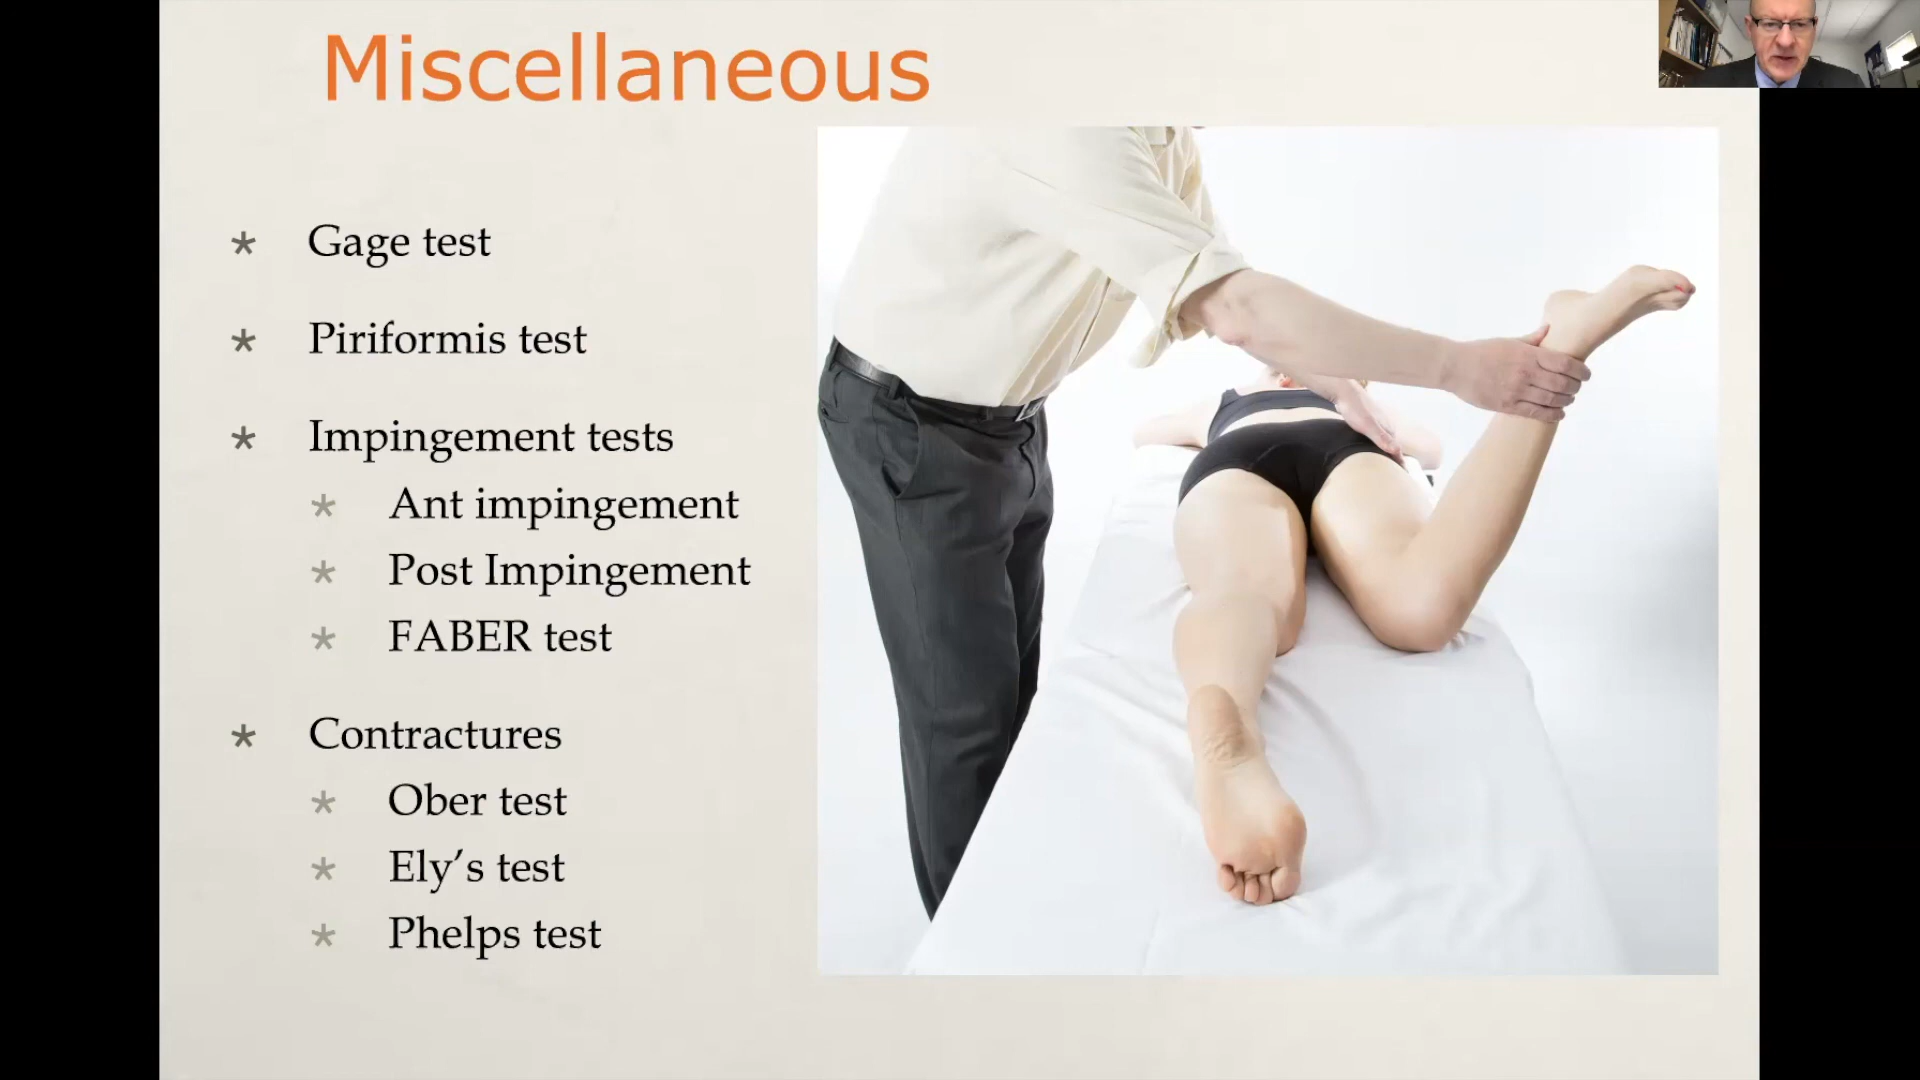 Miscellaneous
* Gage test
* Piriformis test
* Impingement tests
* Ant impingement
* Post Impingement
* FABER test
* Contractures
* Ober test
* Ely’s test
* Phelps test